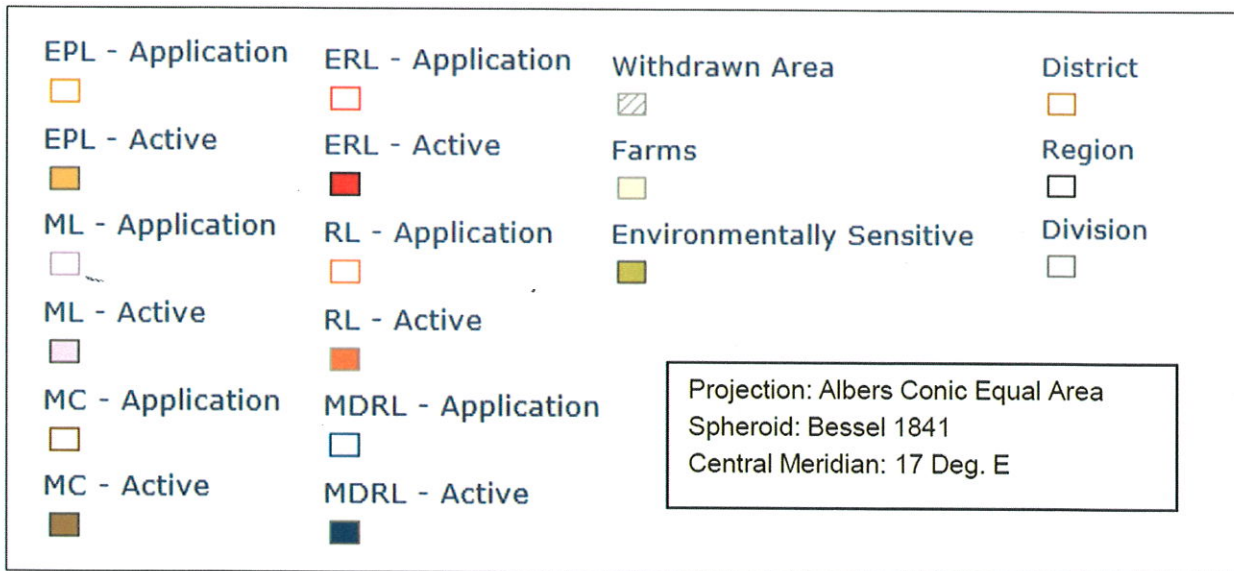 EPL - Application
EPL - Active
ML - Application
ML - Active
MC - Application
MC - Active
ERL - Application
ERL - Active
RL - Application
RL - Active
MDRL - Application
MDRL - Active
Withdrawn Area
Farms
Environmentally Sensitive
District
Region
Division
Projection: Albers Conic Equal Area
Spheroid: Bessel 1841
Central Meridian: 17 Deg. E